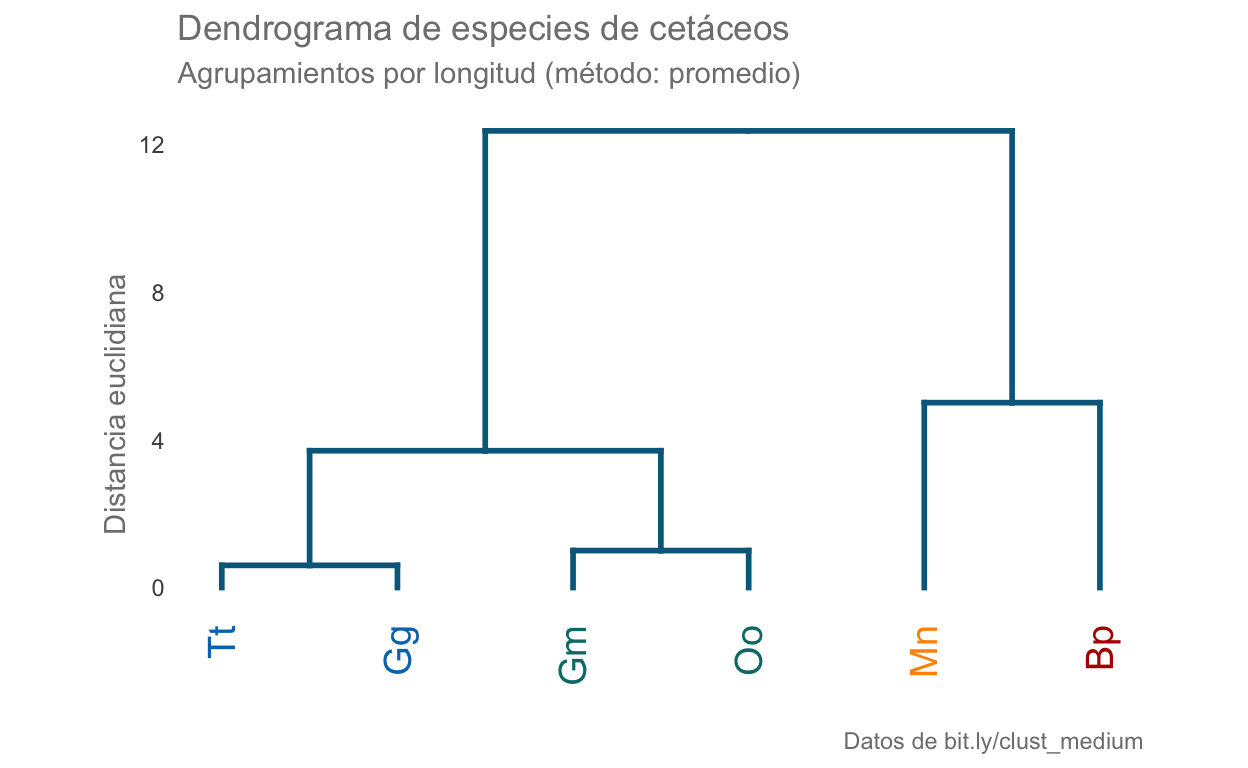 Dendrograma de especies de cetáceos
Agrupamientos por longitud (método: promedio)
12
8
4
0
Distancia euclidiana
Tt
Gg
Gm
Oo
Mn
Bp
Datos de bit.ly/clust_medium